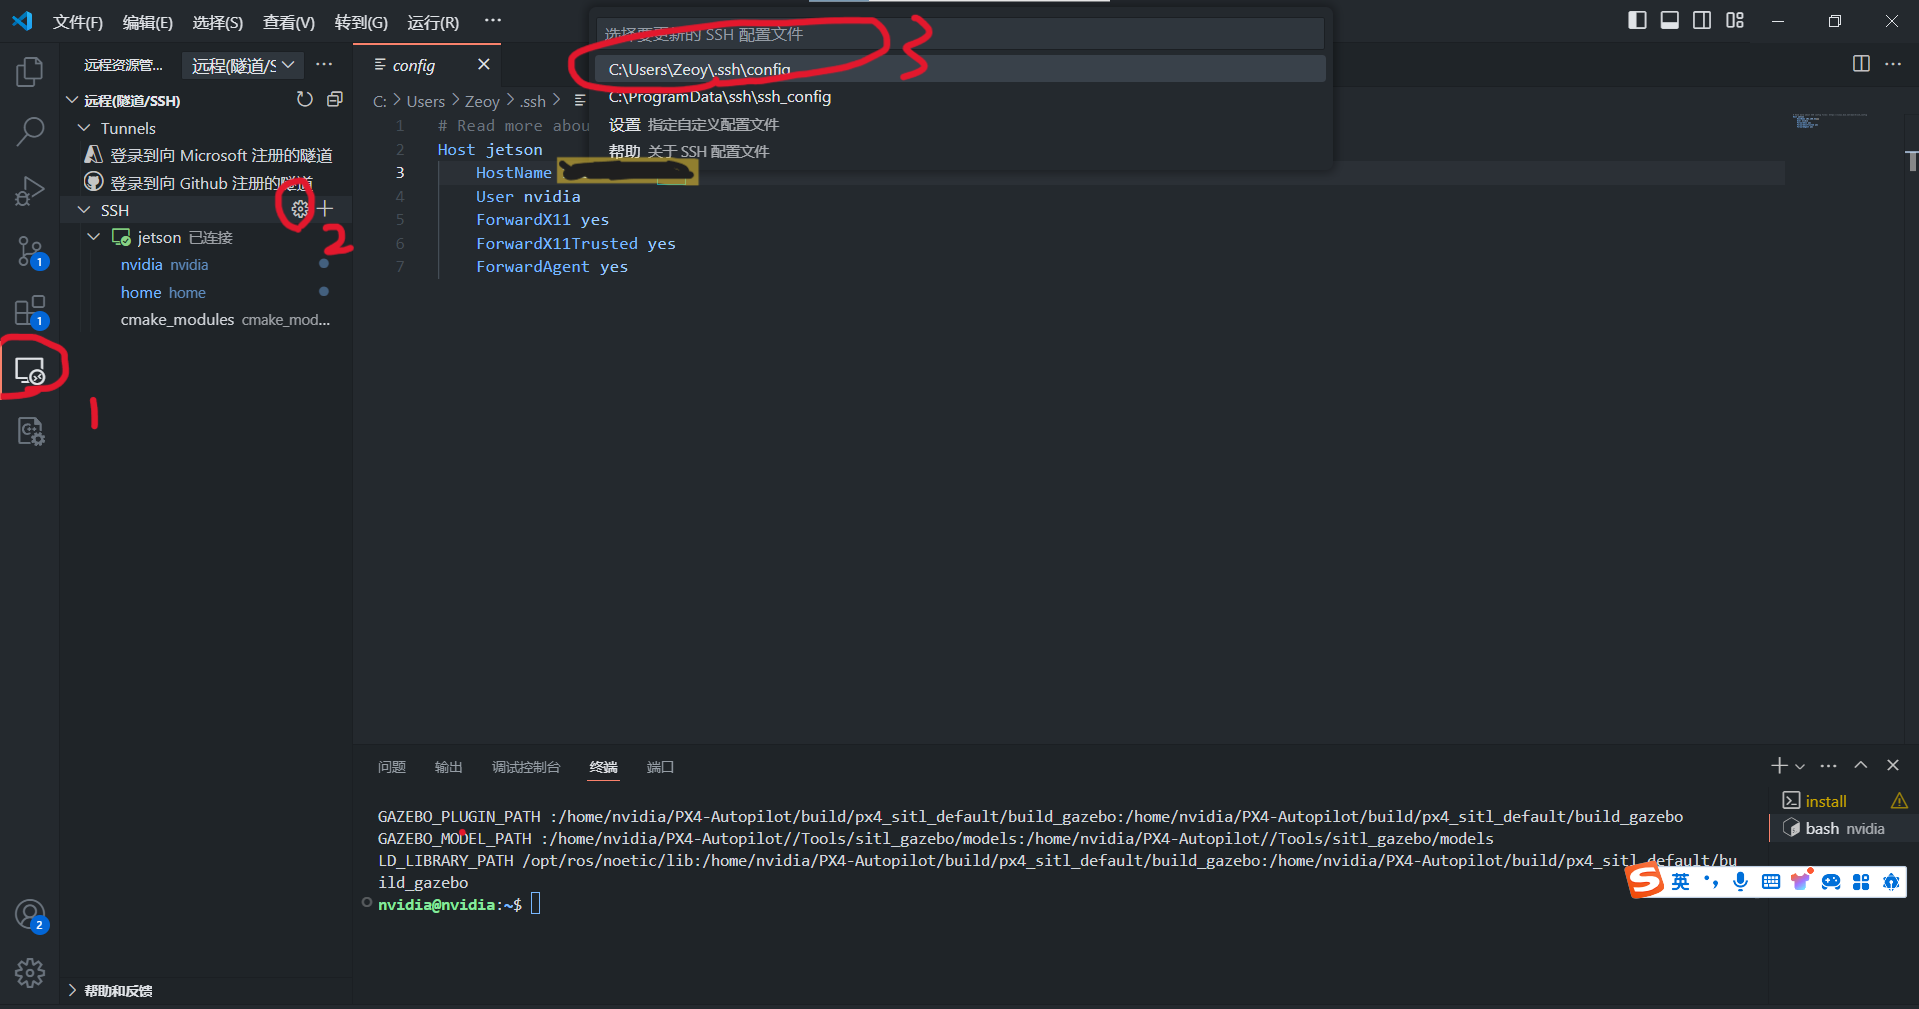 文件(F) 编辑(E) 选择(S) 查看(V) 转到(G) 运行(R) ···
选择要更新的 SSH 配置文件
C:\Users\Zeoy\.ssh\config
C:\ProgramData\ssh\ssh_config
设置 指定自定义配置文件
帮助 关于 SSH 配置文件
3
远程资源管... 远程(隧道/S ···
远程(隧道/SSH)
Tunnels
登录到向 Microsoft 注册的隧道
登录到向 Github 注册的隧道
SSH
2
jetson 已连接
nvidia nvidia
home home
cmake_modules cmake_mod...
1
1
1
2
帮助和反馈
config
C: > Users > Zeoy > .ssh >
1 # Read more abou
2 Host jetson
3 HostName
4 User nvidia
5 ForwardX11 yes
6 ForwardX11Trusted yes
7 ForwardAgent yes
问题 输出 调试控制台 终端 端口
GAZEBO_PLUGIN_PATH :/home/nvidia/PX4-Autopilot/build/px4_sitl_default/build_gazebo:/home/nvidia/PX4-Autopilot/build/px4_sitl_default/build_gazebo
GAZEBO_MODEL_PATH :/home/nvidia/PX4-Autopilot//Tools/sitl_gazebo/models:/home/nvidia/PX4-Autopilot//Tools/sitl_gazebo/models
LD_LIBRARY_PATH /opt/ros/noetic/lib:/home/nvidia/PX4-Autopilot/build/px4_sitl_default/build_gazebo:/home/nvidia/PX4-Autopilot/build/px4_sitl_default/bu
ild_gazebo
nvidia@nvidia:~$
install
bash nvidia
S 英